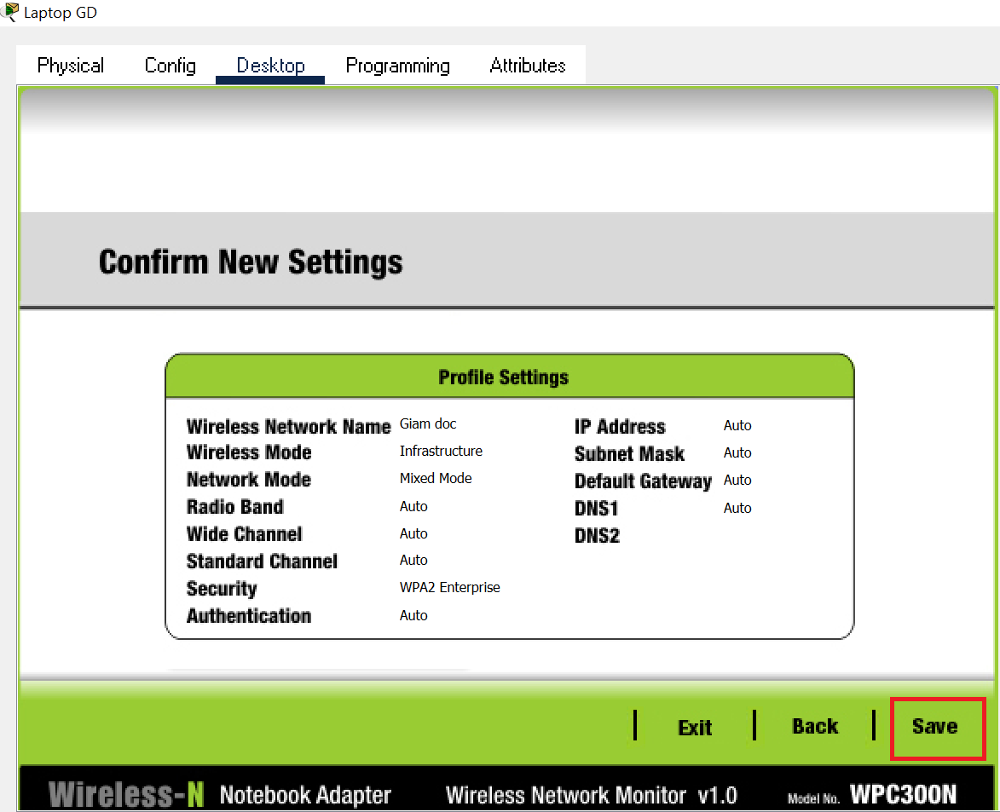 Laptop GD
Physical Config Desktop Programming Attributes
Confirm New Settings
Profile Settings
Wireless Network Name Giam doc
Wireless Mode Infrastructure
Network Mode Mixed Mode
Radio Band Auto
Wide Channel Auto
Standard Channel Auto
Security WPA2 Enterprise
Authentication Auto
IP Address Auto
Subnet Mask Auto
Default Gateway Auto
DNS1 Auto
DNS2
Exit Back Save
Wireless-N Notebook Adapter Wireless Network Monitor v1.0 Model No. WPC300N